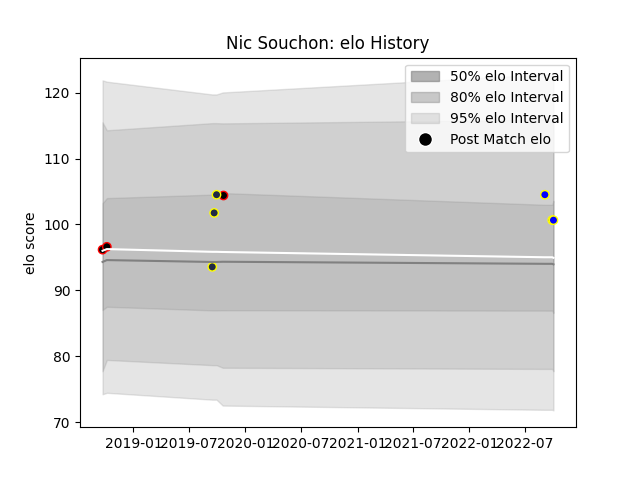 Nic Souchon: elo History
50% elo Interval
80% elo Interval
95% elo Interval
Post Match elo
elo score
120
110
100
90
80
70
2019-01 2019-07 2020-01 2020-07 2021-01 2021-07 2022-01 2022-07